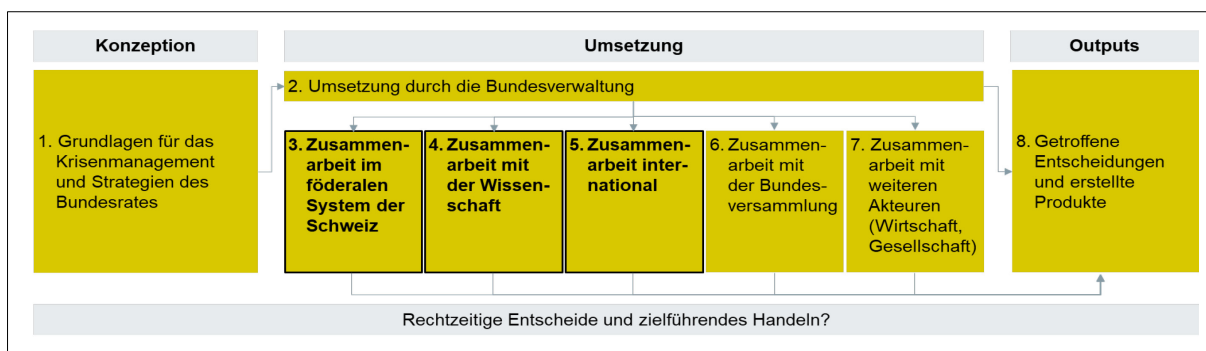 Konzeption
Umsetzung
Outputs
1. Grundlagen für das
Krisenmanagement
und Strategien des
Bundesrates
2. Umsetzung durch die Bundesverwaltung
3. Zusammen-
arbeit im
föderalen
System der
Schweiz
4. Zusammen-
arbeit mit
der Wissen-
schaft
5. Zusammen-
arbeit inter-
national
6. Zusammen-
arbeit mit
der Bundes-
versammlung
7. Zusammen-
arbeit mit
weiteren
Akteuren
(Wirtschaft,
Gesellschaft)
8. Getroffene
Entscheidungen
und erstellte
Produkte
Rechtzeitige Entscheide und zielführendes Handeln?